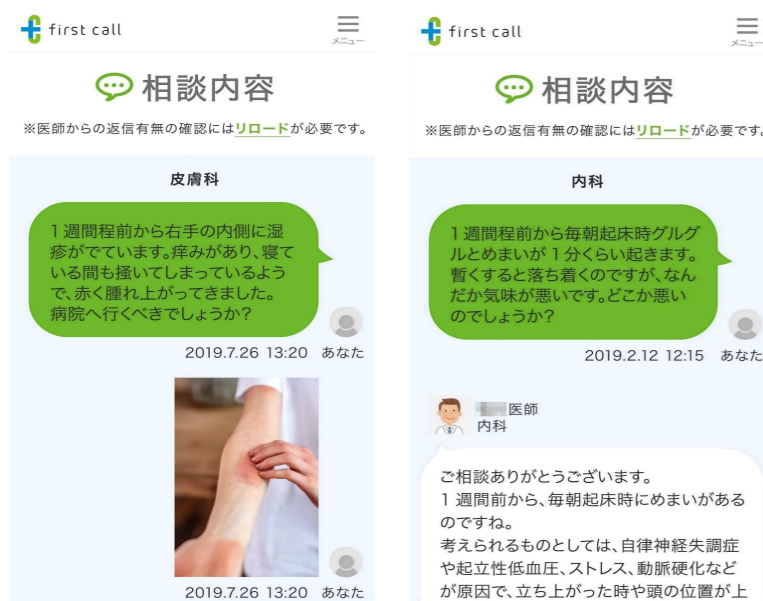 first call
メニュー
相談内容
※医師からの返信有無の確認にはリロードが必要です。
皮膚科
1週間程前から右手の内側に湿
疹がでています。痒みがあり、寝て
いる間も掻いてしまっているよう
で、赤く腫れ上がってきました。
病院へ行くべきでしょうか?
2019.7.26 13:20 あなた
2019.7.26 13:20 あなた
first call
メニュー
相談内容
※医師からの返信有無の確認にはリロードが必要です。
内科
1週間程前から毎朝起床時グルグ
ルとめまいが1分くらい起きます。
暫くすると落ち着くのですが、なん
だか気味が悪いです。どこか悪い
のでしょうか?
2019.2.12 12:15 あなた
医師
内科
ご相談ありがとうございます。
1週間前から、毎朝起床時にめまいがある
のですね。
考えられるものとしては、自律神経失調症
や起立性低血圧、ストレス、動脈硬化など
が原因で、立ち上がった時や頭の位置が上